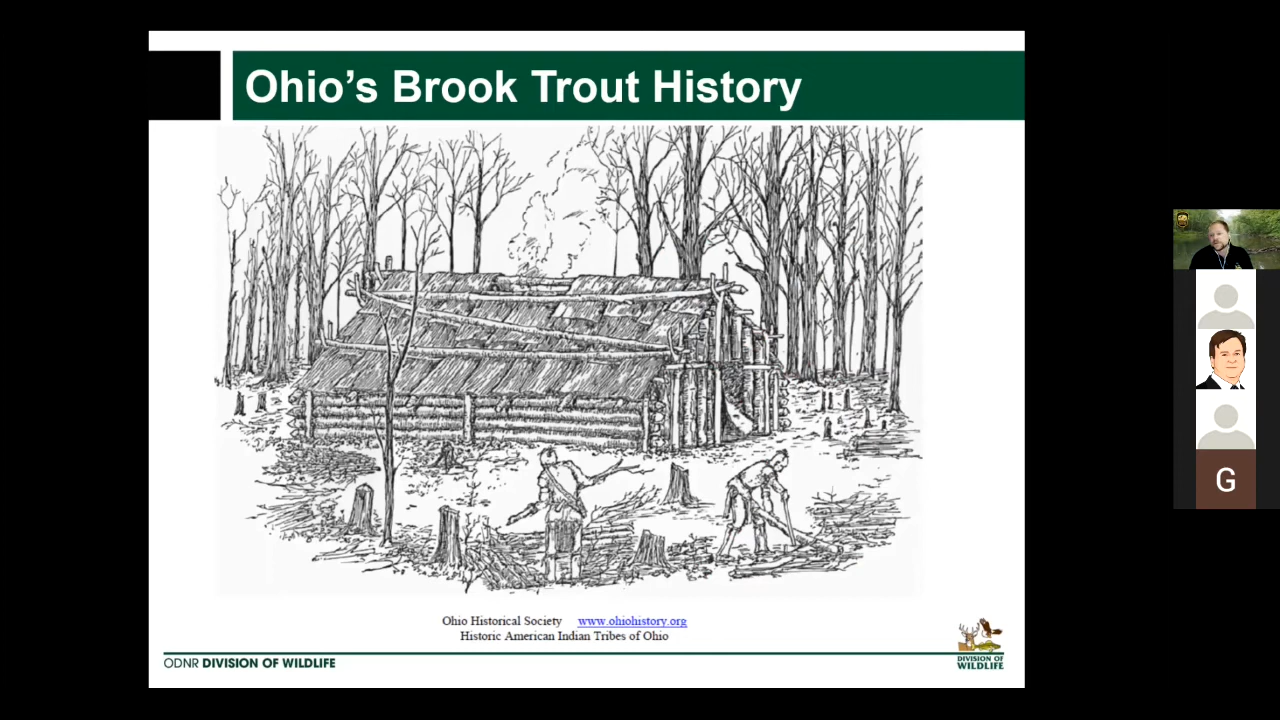 Ohio's Brook Trout History
G
Ohio Historical Society www.ohiohistory.org
Historic American Indian Tribes of Ohio
ODNR DIVISION OF WILDLIFE
DIVISION OF
WILDLIFE